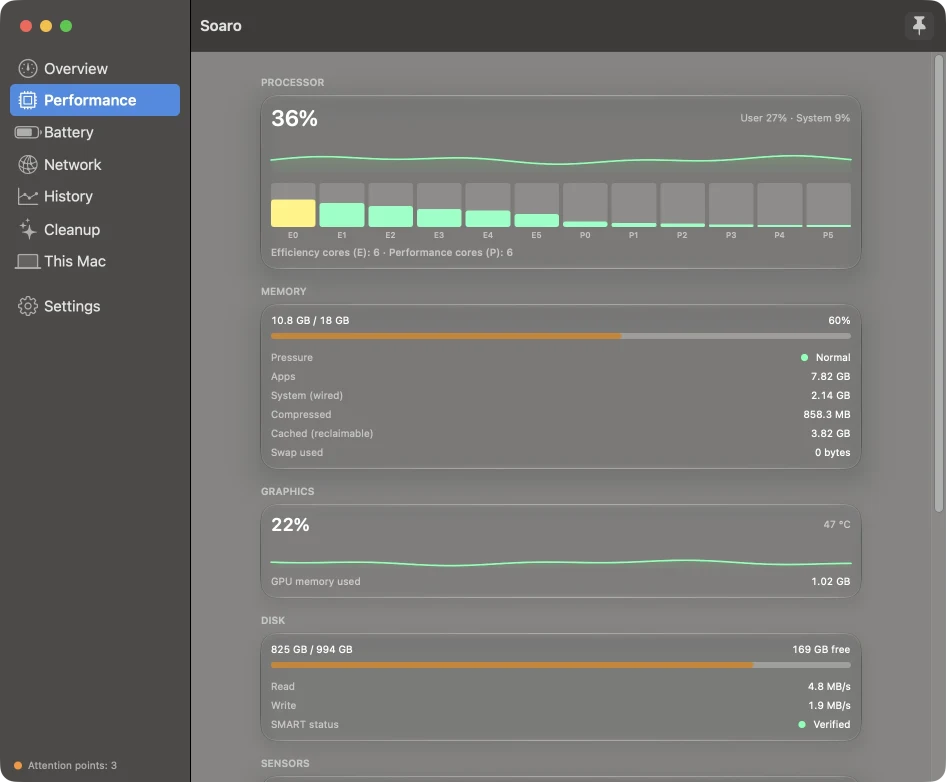 Soaro
Overview
Performance
Battery
Network
History
Cleanup
This Mac
Settings
Attention points: 3
PROCESSOR
36% User 27% · System 9%
E0 E1 E2 E3 E4 E5 P0 P1 P2 P3 P4 P5
Efficiency cores (E): 6 · Performance cores (P): 6
MEMORY
10.8 GB / 18 GB 60%
Pressure Normal
Apps 7.82 GB
System (wired) 2.14 GB
Compressed 858.3 MB
Cached (reclaimable) 3.82 GB
Swap used 0 bytes
GRAPHICS
22% 47 °C
GPU memory used 1.02 GB
DISK
825 GB / 994 GB 169 GB free
Read 4.8 MB/s
Write 1.9 MB/s
SMART status Verified
SENSORS